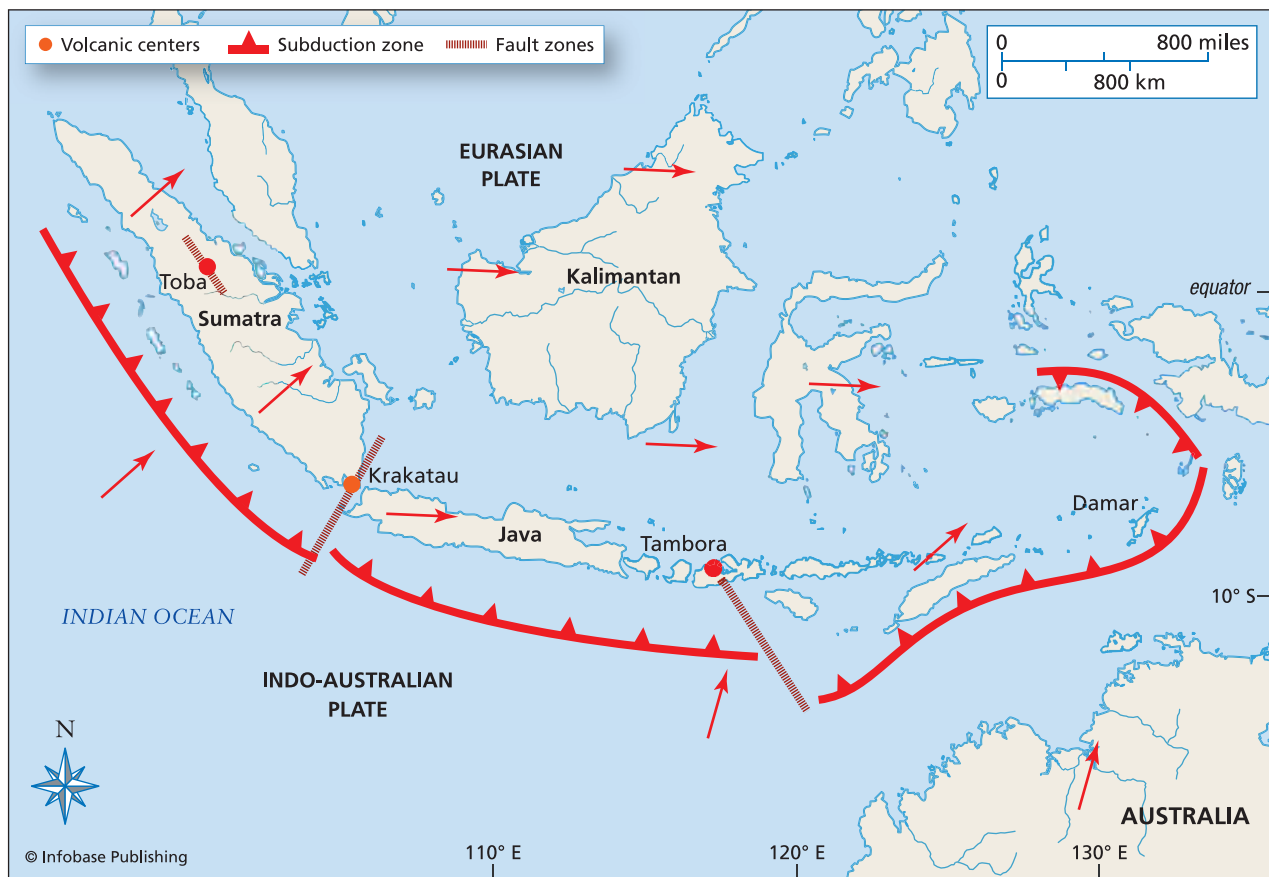 Volcanic centers
Subduction zone
Fault zones
0 800 miles
0 800 km
EURASIAN
PLATE
Toba
Sumatra
Kalimantan
equator
Krakatau
Java
Tambora
Damar
10° S
INDIAN OCEAN
INDO-AUSTRALIAN
PLATE
N
AUSTRALIA
110° E
120° E
130° E
© Infobase Publishing